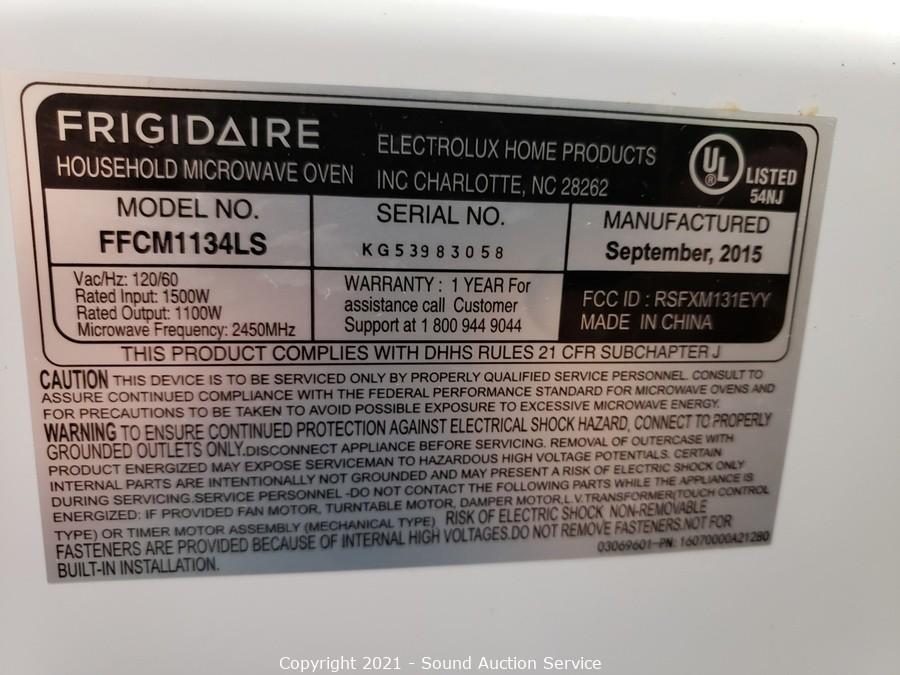 FRIGIDAIRE
HOUSEHOLD MICROWAVE OVEN
ELECTROLUX HOME PRODUCTS
INC CHARLOTTE, NC 28262
UL
®
LISTED
54NJ
MODEL NO.
FFCM1134LS
SERIAL NO.
KG53983058
MANUFACTURED
September, 2015
Vac/Hz: 120/60
Rated Input: 1500W
Rated Output: 1100W
Microwave Frequency: 2450MHz
WARRANTY : 1 YEAR For
assistance call Customer
Support at 1 800 944 9044
FCC ID : RSFXM131EYY
MADE IN CHINA
THIS PRODUCT COMPLIES WITH DHHS RULES 21 CFR SUBCHAPTER J
CAUTION THIS DEVICE IS TO BE SERVICED ONLY BY PROPERLY QUALIFIED SERVICE PERSONNEL. CONSULT TO
ASSURE CONTINUED COMPLIANCE WITH THE FEDERAL PERFORMANCE STANDARD FOR MICROWAVE OVENS AND
FOR PRECAUTIONS TO BE TAKEN TO AVOID POSSIBLE EXPOSURE TO EXCESSIVE MICROWAVE ENERGY.
WARNING TO ENSURE CONTINUED PROTECTION AGAINST ELECTRICAL SHOCK HAZARD, CONNECT TO PROPERLY
GROUNDED OUTLETS ONLY.DISCONNECT APPLIANCE BEFORE SERVICING. REMOVAL OF OUTERCASE WITH
PRODUCT ENERGIZED MAY EXPOSE SERVICEMAN TO HAZARDOUS HIGH VOLTAGE POTENTIALS. CERTAIN
INTERNAL PARTS ARE INTENTIONALLY NOT GROUNDED AND MAY PRESENT A RISK OF ELECTRIC SHOCK ONLY
DURING SERVICING.SERVICE PERSONNEL -DO NOT CONTACT THE FOLLOWING PARTS WHILE THE APPLIANCE IS
ENERGIZED: IF PROVIDED FAN MOTOR, TURNTABLE MOTOR, DAMPER MOTOR,L.V.TRANSFORMER(TOUCH CONTROL
TYPE) OR TIMER MOTOR ASSEMBLY (MECHANICAL TYPE) RISK OF ELECTRIC SHOCK NON-REMOVABLE
FASTENERS ARE PROVIDED BECAUSE OF INTERNAL HIGH VOLTAGES.DO NOT REMOVE FASTENERS.NOT FOR
BUILT-IN INSTALLATION.
03069601-PN: 16070000A21280
Copyright 2021 - Sound Auction Service